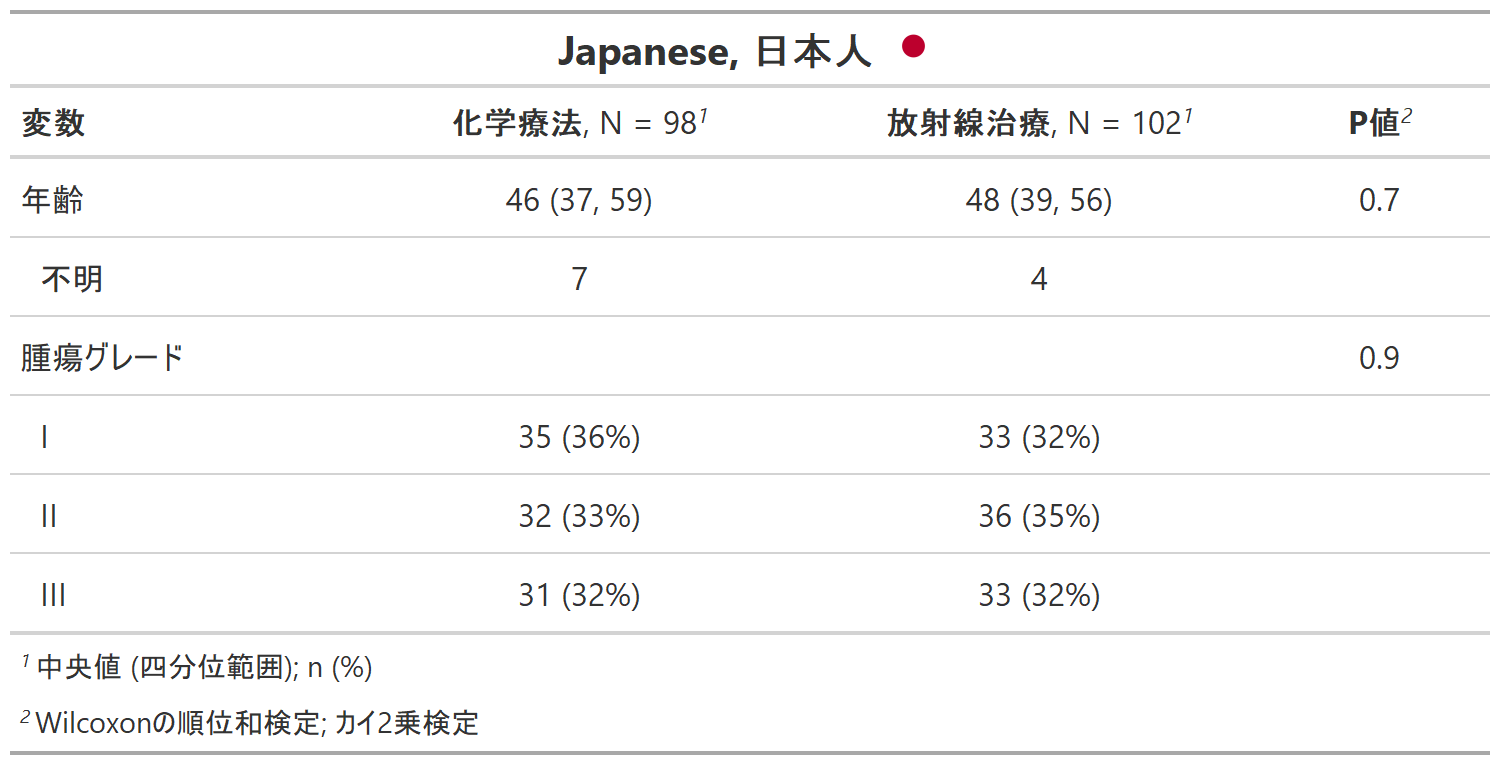 Japanese, 日本人
変数 化学療法, N = 98¹ 放射線治療, N = 102¹ P値²
年齢 46 (37, 59) 48 (39, 56) 0.7
不明 7 4
腫瘍グレード 0.9
I 35 (36%) 33 (32%)
II 32 (33%) 36 (35%)
III 31 (32%) 33 (32%)
¹ 中央値 (四分位範囲); n (%)
² Wilcoxonの順位和検定; カイ2乗検定